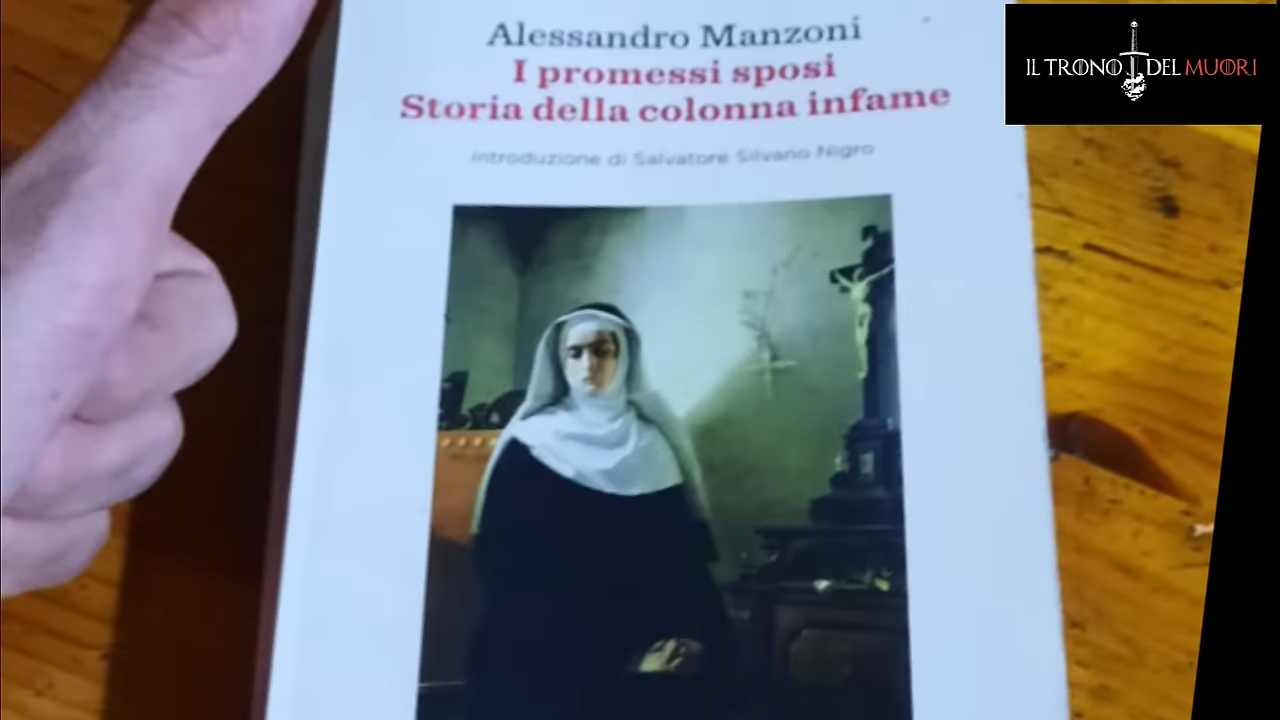 Alessandro Manzoni
I promessi sposi
Storia della colonna infame
Introduzione di Salvatore Silvano Nigro
IL TRONO DEL MUORI